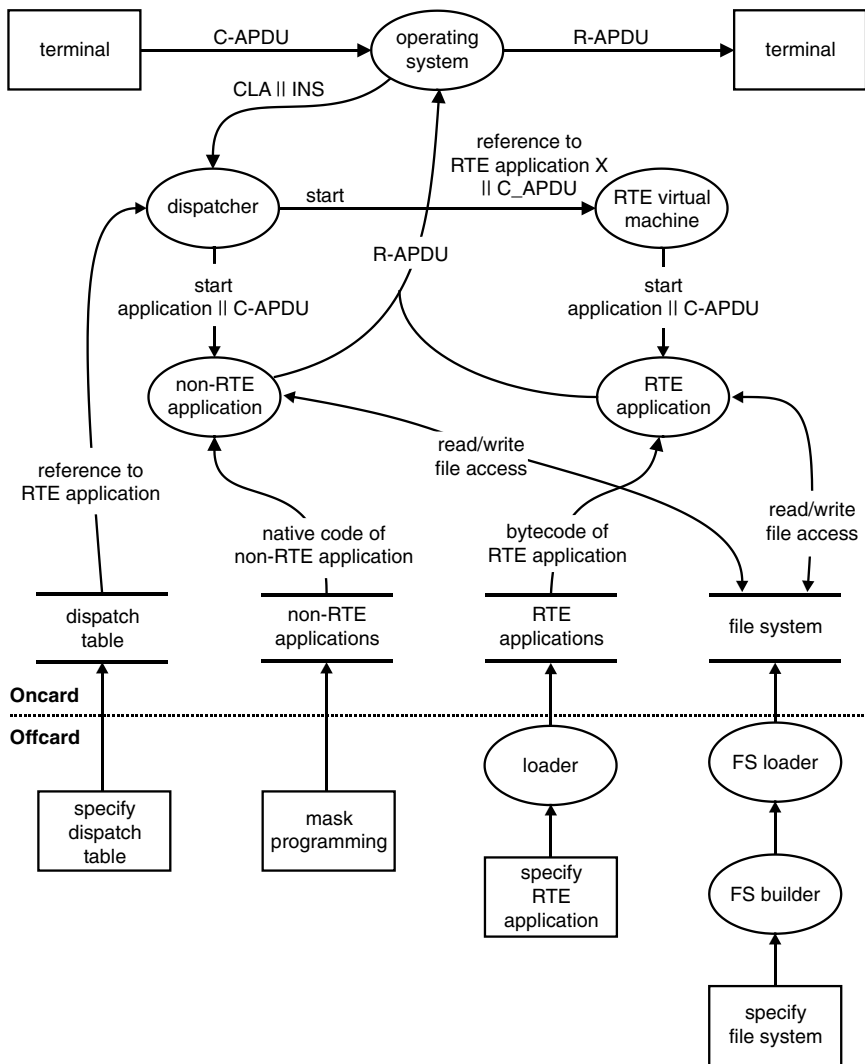 terminal
C-APDU
operating
system
R-APDU
terminal
CLA || INS
reference to
RTE application X
|| C_APDU
dispatcher
start
RTE virtual
machine
R-APDU
start
application || C-APDU
start
application || C-APDU
non-RTE
application
RTE
application
reference to
RTE application
read/write
file access
read/write
file access
native code of
non-RTE application
bytecode of
RTE application
dispatch
table
non-RTE
applications
RTE
applications
file system
Oncard
Offcard
loader
FS loader
specify
dispatch
table
mask
programming
specify
RTE
application
FS builder
specify
file system